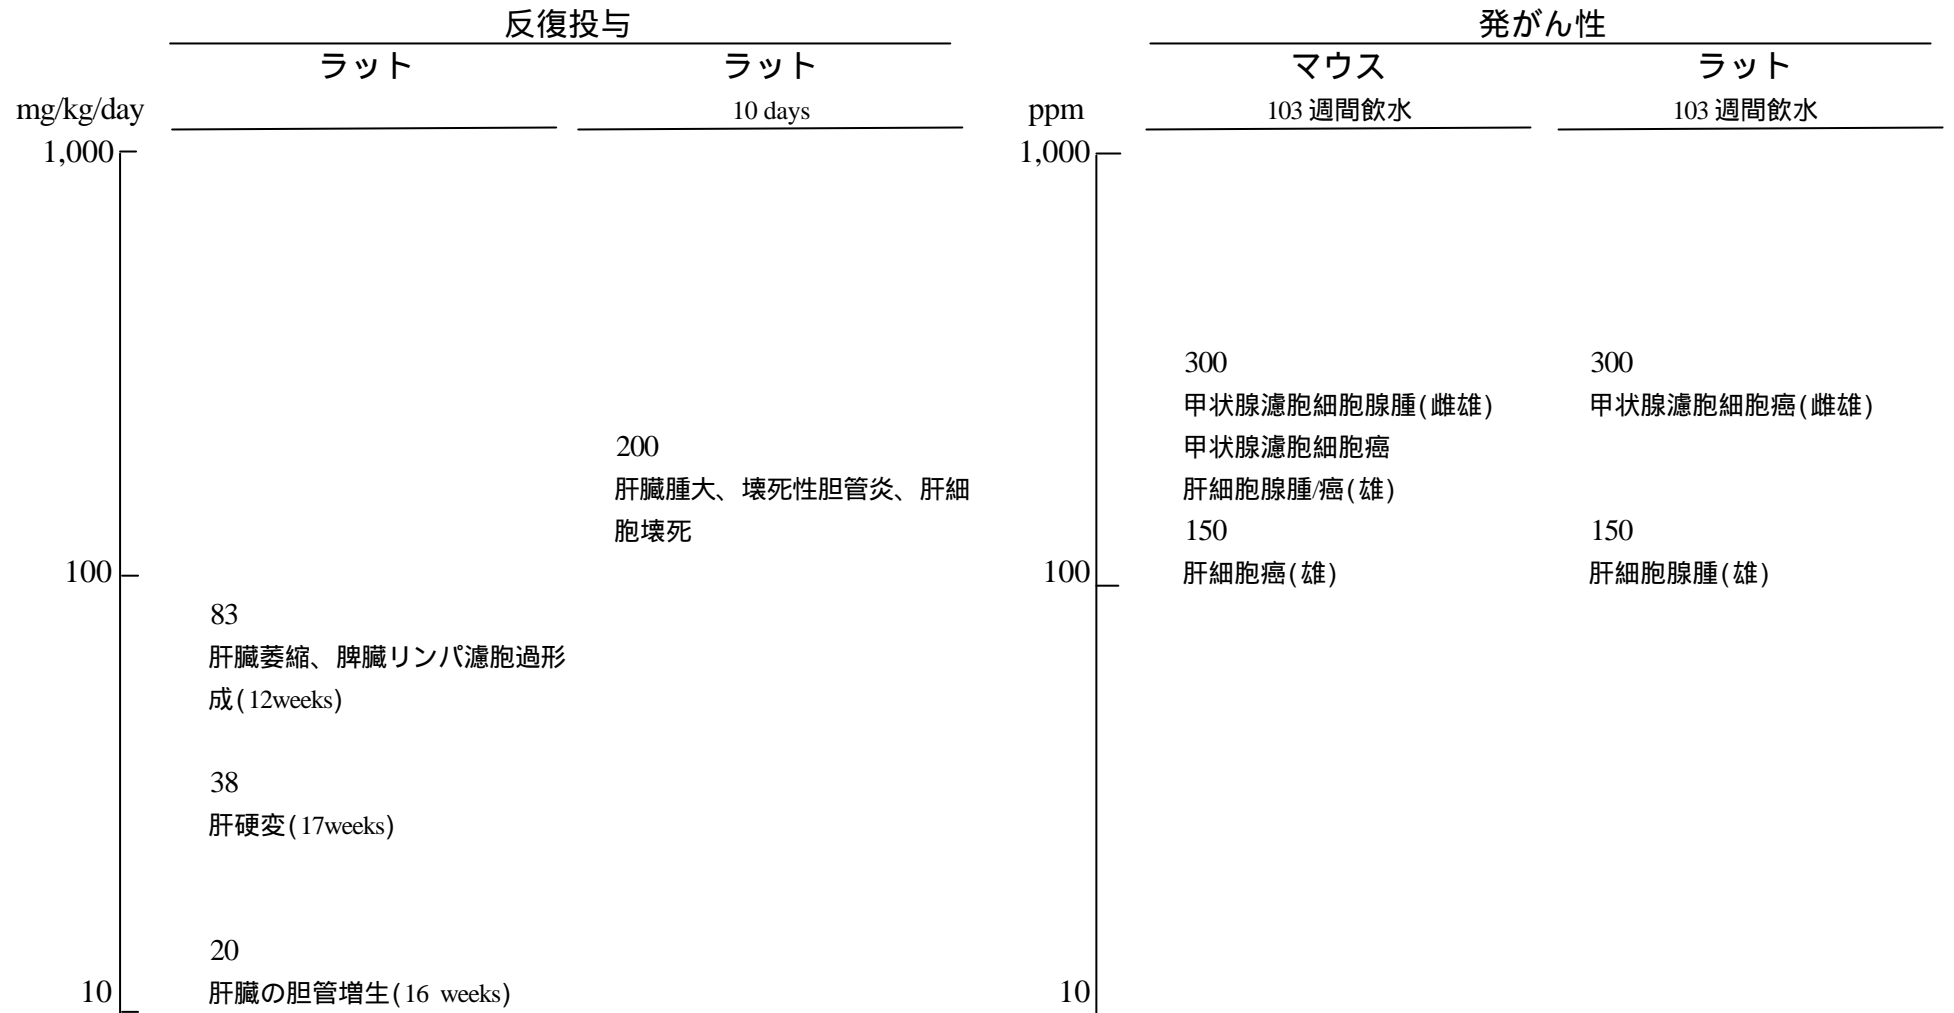 反復投与
ラット
ラット
mg/kg/day
10 days
1,000
200
肝臓腫大、壊死性胆管炎、肝細
胞壊死
100
83
肝臓萎縮、脾臓リンパ濾胞過形
成(12weeks)
38
肝硬変(17weeks)
20
肝臓の胆管増生(16 weeks)
10
発がん性
マウス
ラット
ppm
103 週間飲水
103 週間飲水
1,000
300
甲状腺濾胞細胞腺腫(雌雄)
甲状腺濾胞細胞癌
肝細胞腺腫/癌(雄)
150
肝細胞癌(雄)
300
甲状腺濾胞細胞癌(雌雄)
150
肝細胞腺腫(雄)
100
10